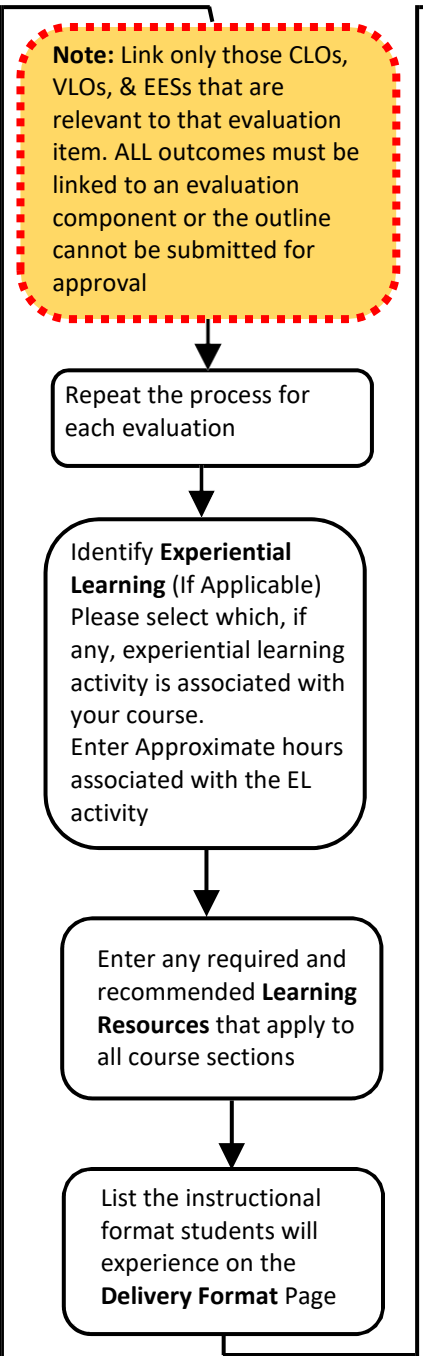 Note: Link only those CLOs,
VLOs, & EESs that are
relevant to that evaluation
item. ALL outcomes must be
linked to an evaluation
component or the outline
cannot be submitted for
approval
Repeat the process for
each evaluation
Identify Experiential
Learning (If Applicable)
Please select which, if
any, experiential learning
activity is associated with
your course.
Enter Approximate hours
associated with the EL
activity
Enter any required and
recommended Learning
Resources that apply to
all course sections
List the instructional
format students will
experience on the
Delivery Format Page